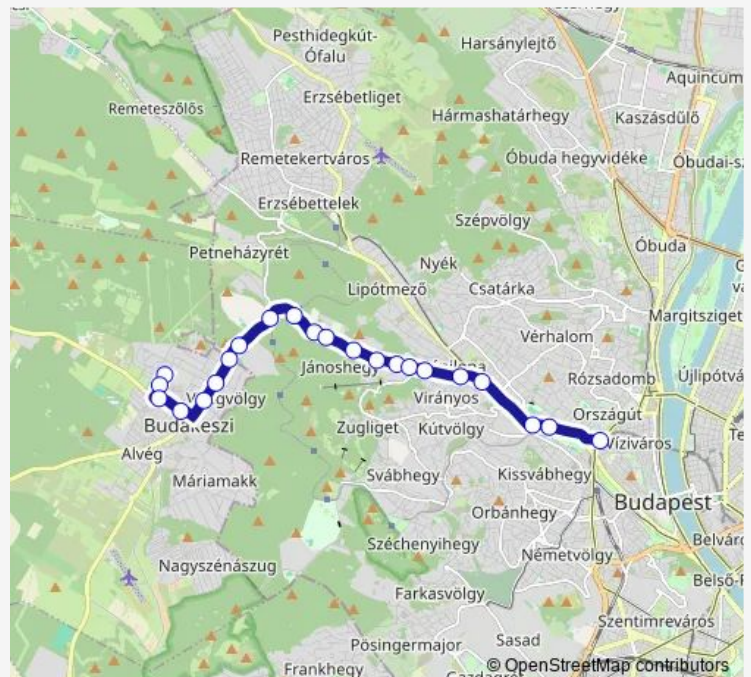 Pesthidegkút-
Ófalu
Harsánylejtő
Aquincum
Erzsébetliget
Remeteszőlős
Hármashatárhegy
Kaszásdűlő
Remetekertváros
Óbuda hegyvidéke
Óbudai-sz
Erzsébettelek
Szépvölgy
Óbuda
Petneházyrét
Nyék
Lipótmező
Csatárka
Margitsziget
Vérhalom
Jánoshegy
Rózsadomb
Újlipótvá
Virányos
Budakeszi
Zugliget
Kútvölgy
Országút
Víziváros
Alvég
Máriamakk
Svábhegy
Kissvábhegy
Budapest
Orbánhegy
Széchenyihegy
Németvölgy
Belváro
Nagyszénászug
Belső-F
Farkasvölgy
Szentimreváros
Pösingermajor
Sasad
Frankhegy
© OpenStreetMap contributors